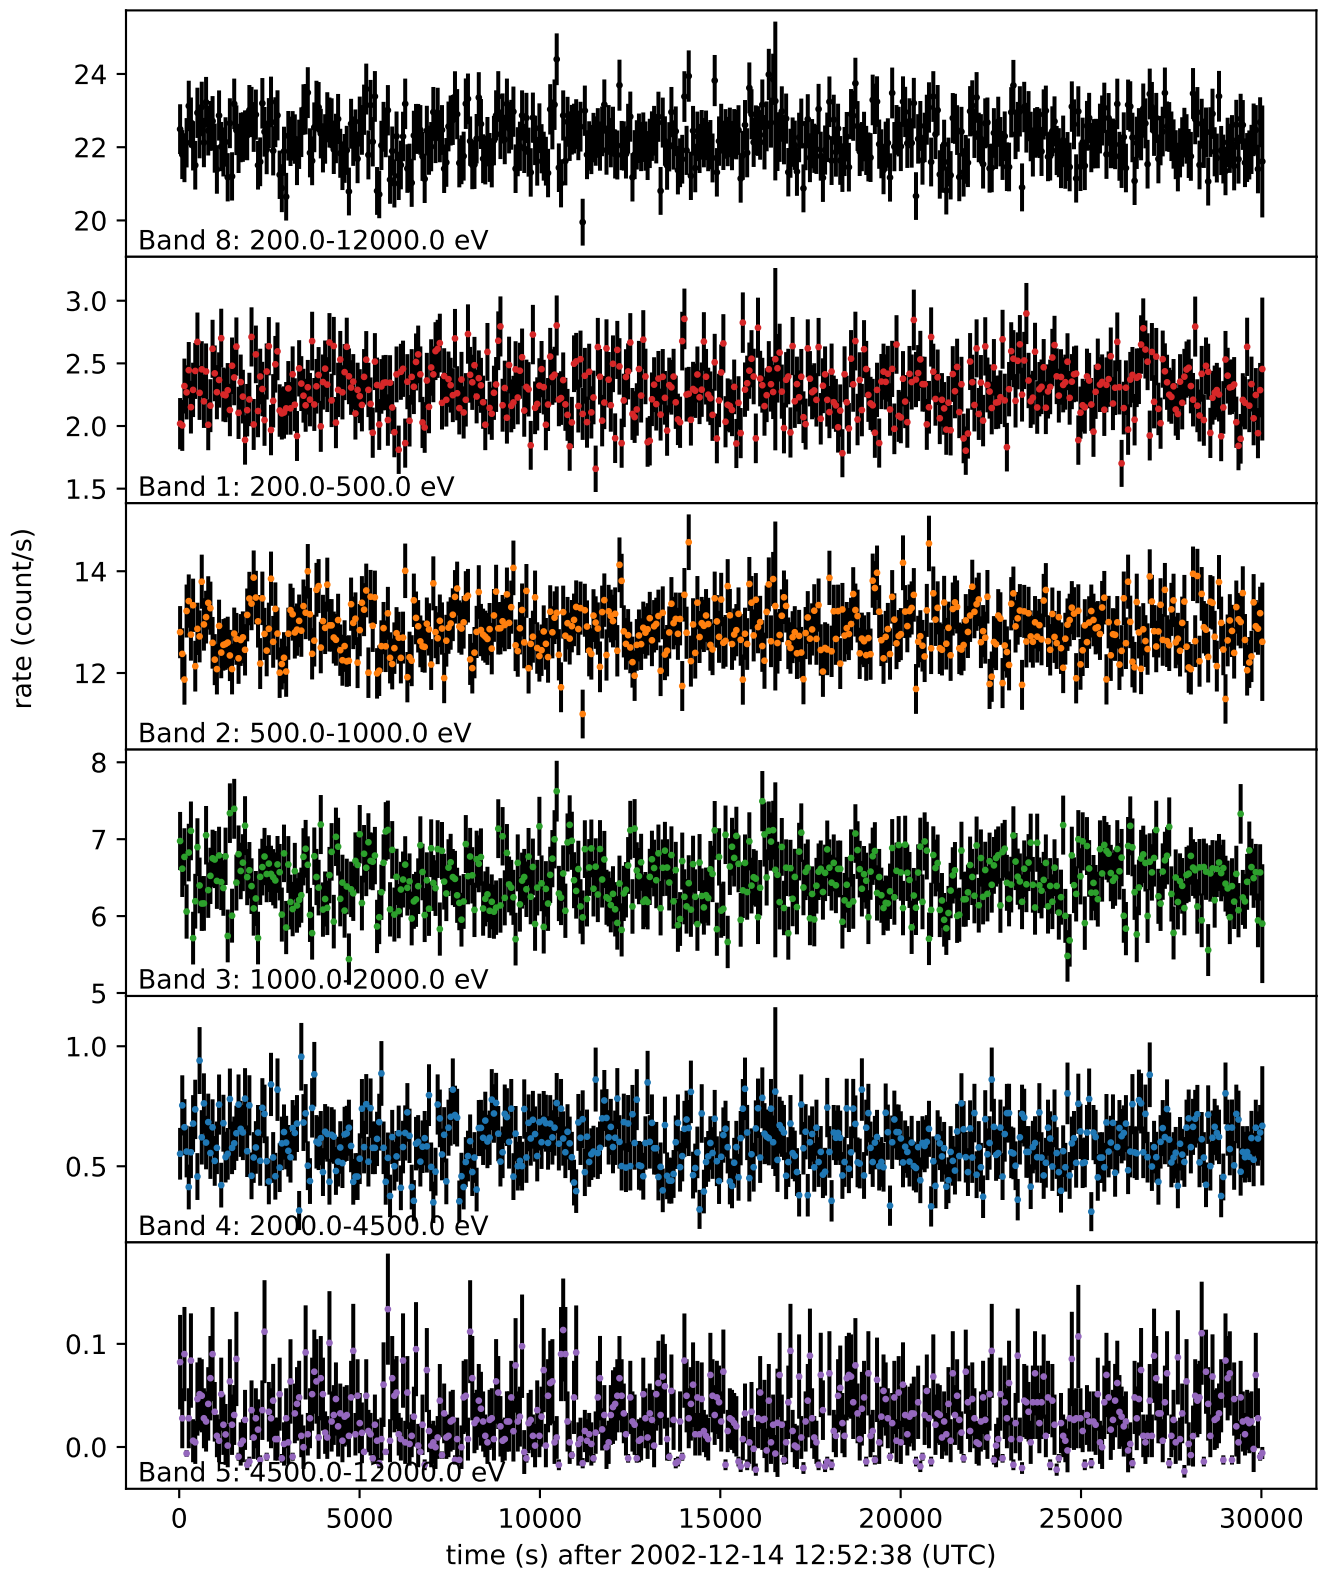 24
22
20
Band 8: 200.0-12000.0 eV
3.0
2.5
2.0
1.5
Band 1: 200.0-500.0 eV
rate (count/s)
14
12
Band 2: 500.0-1000.0 eV
8
7
6
5
Band 3: 1000.0-2000.0 eV
1.0
0.5
Band 4: 2000.0-4500.0 eV
0.1
0.0
Band 5: 4500.0-12000.0 eV
0 5000 10000 15000 20000 25000 30000
time (s) after 2002-12-14 12:52:38 (UTC)